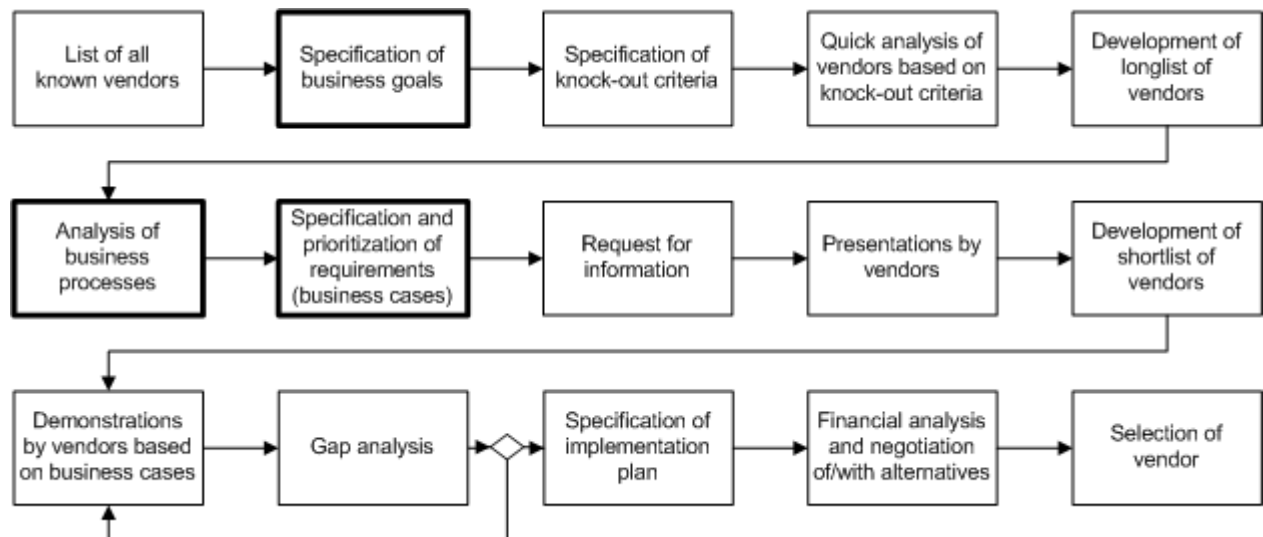 List of all
known vendors
Specification of
business goals
Specification of
knock-out criteria
Quick analysis of
vendors based on
knock-out criteria
Development of
longlist of
vendors
Analysis of
business
processes
Specification and
prioritization of
requirements
(business cases)
Request for
information
Presentations by
vendors
Development of
shortlist of
vendors
Demonstrations
by vendors based
on business cases
Gap analysis
Specification of
implementation
plan
Financial analysis
and negotiation
of/with alternatives
Selection of
vendor